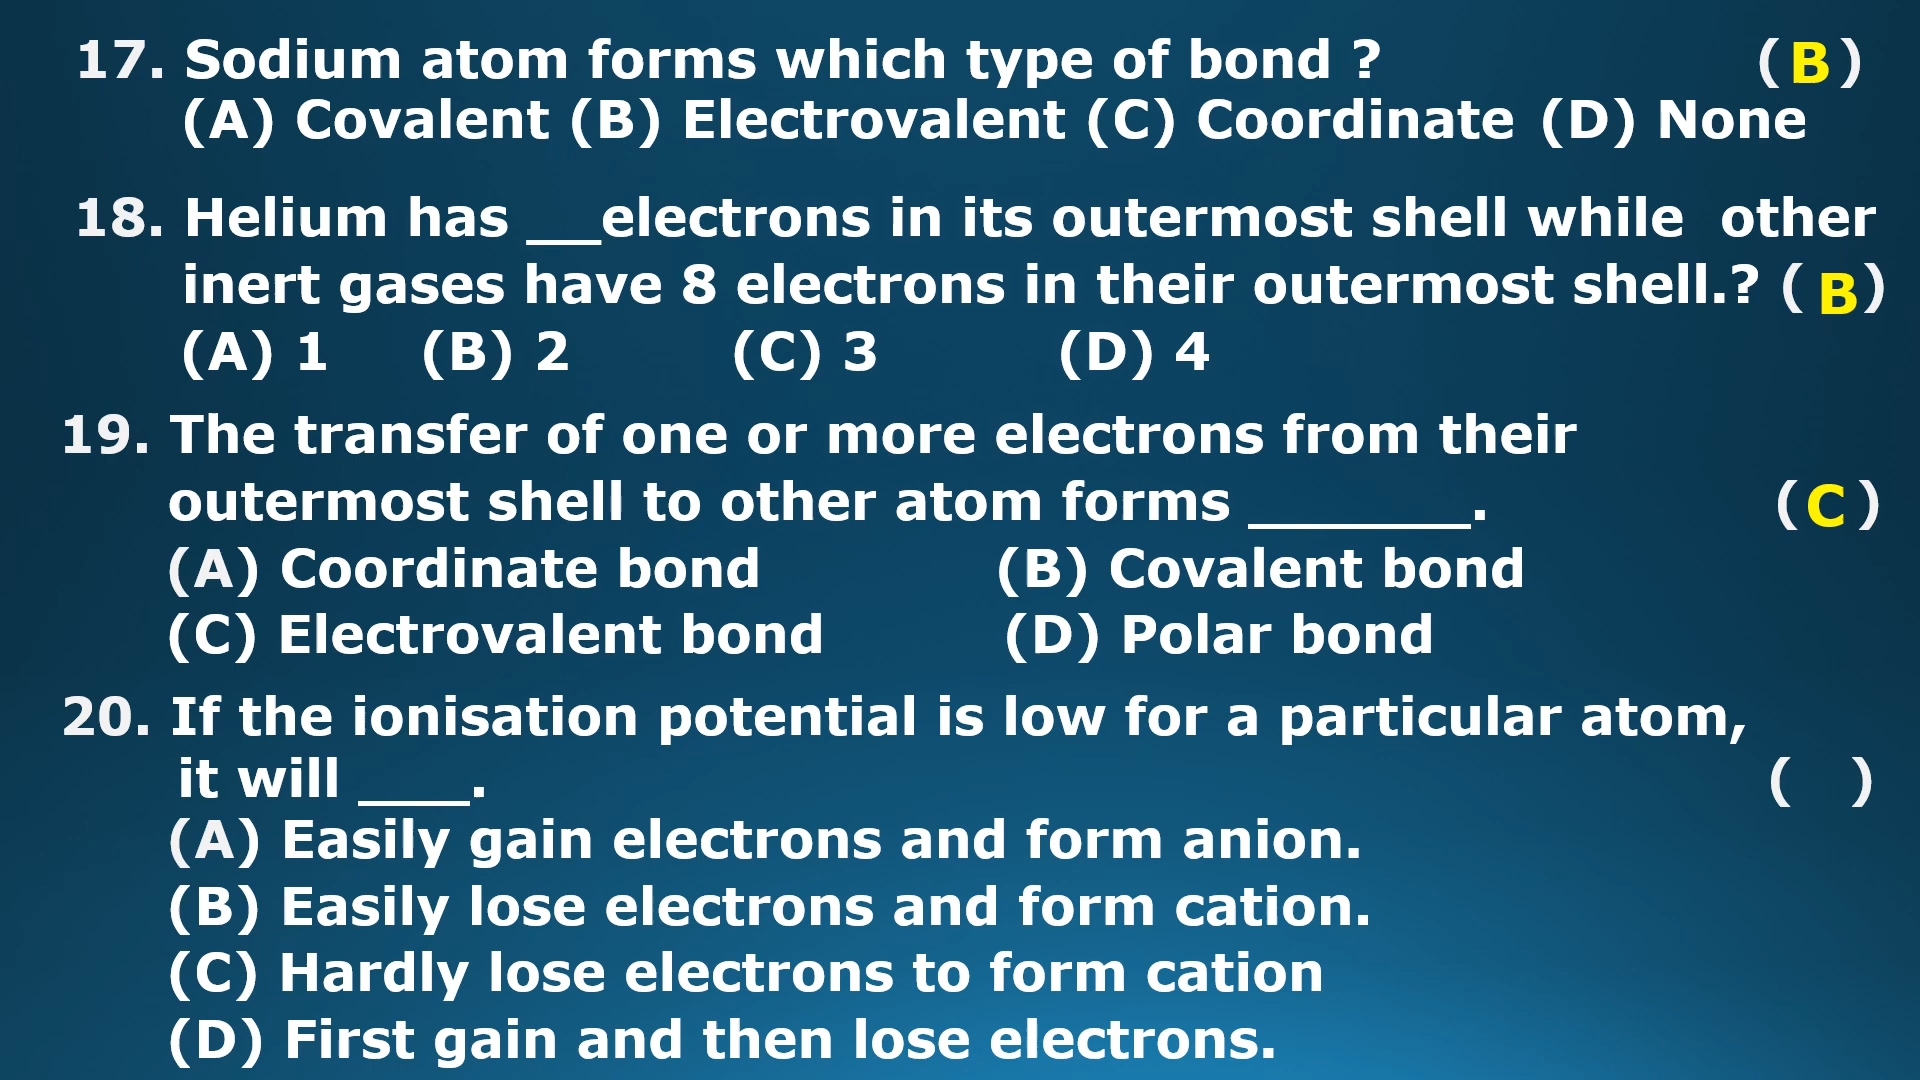 17. Sodium atom forms which type of bond ? ( B )
(A) Covalent (B) Electrovalent (C) Coordinate (D) None
18. Helium has ___electrons in its outermost shell while other
inert gases have 8 electrons in their outermost shell.? ( B )
(A) 1 (B) 2 (C) 3 (D) 4
19. The transfer of one or more electrons from their
outermost shell to other atom forms ________. ( C )
(A) Coordinate bond (B) Covalent bond
(C) Electrovalent bond (D) Polar bond
20. If the ionisation potential is low for a particular atom,
it will ____. ( )
(A) Easily gain electrons and form anion.
(B) Easily lose electrons and form cation.
(C) Hardly lose electrons to form cation
(D) First gain and then lose electrons.